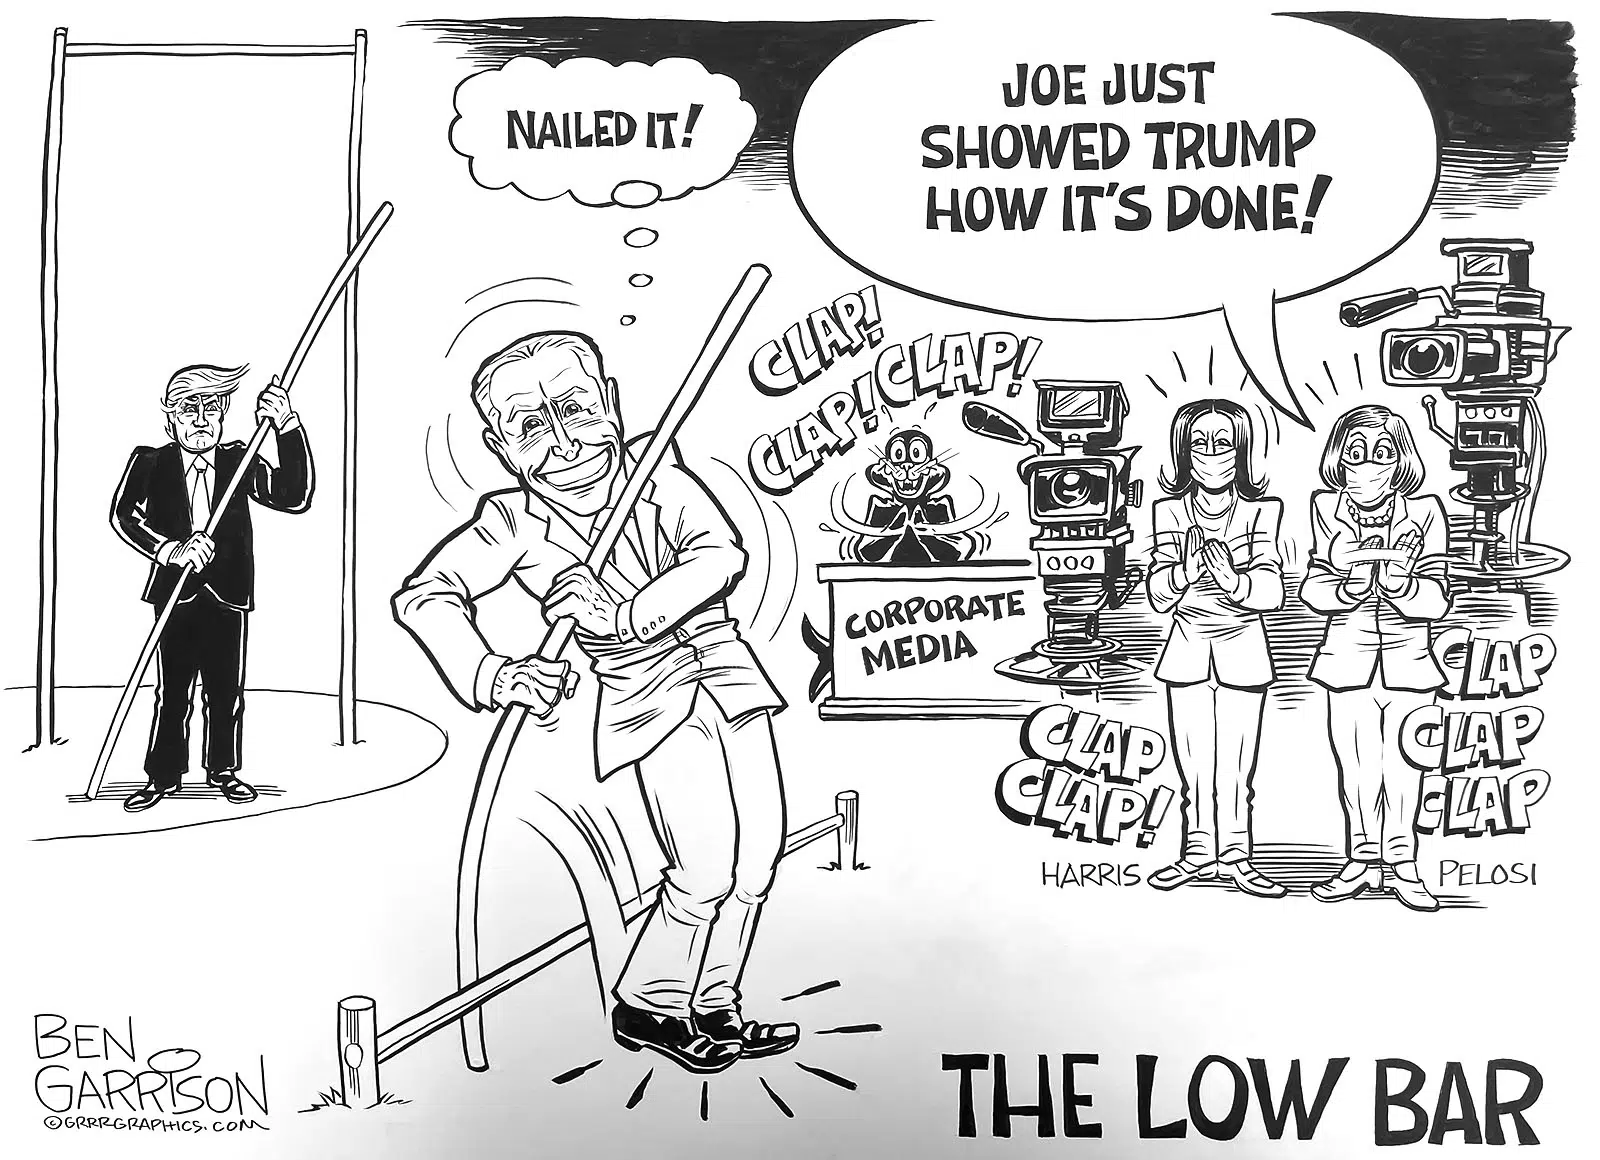 NAILED IT!
JOE JUST
SHOWED TRUMP
HOW IT'S DONE!
CLAP!
CLAP! CLAP!
CORPORATE
MEDIA
CLAP
CLAP!
CLAP
CLAP
CLAP
HARRIS
PELOSI
BEN
GARRISON
©GRRRGRAPHICS.COM
THE LOW BAR